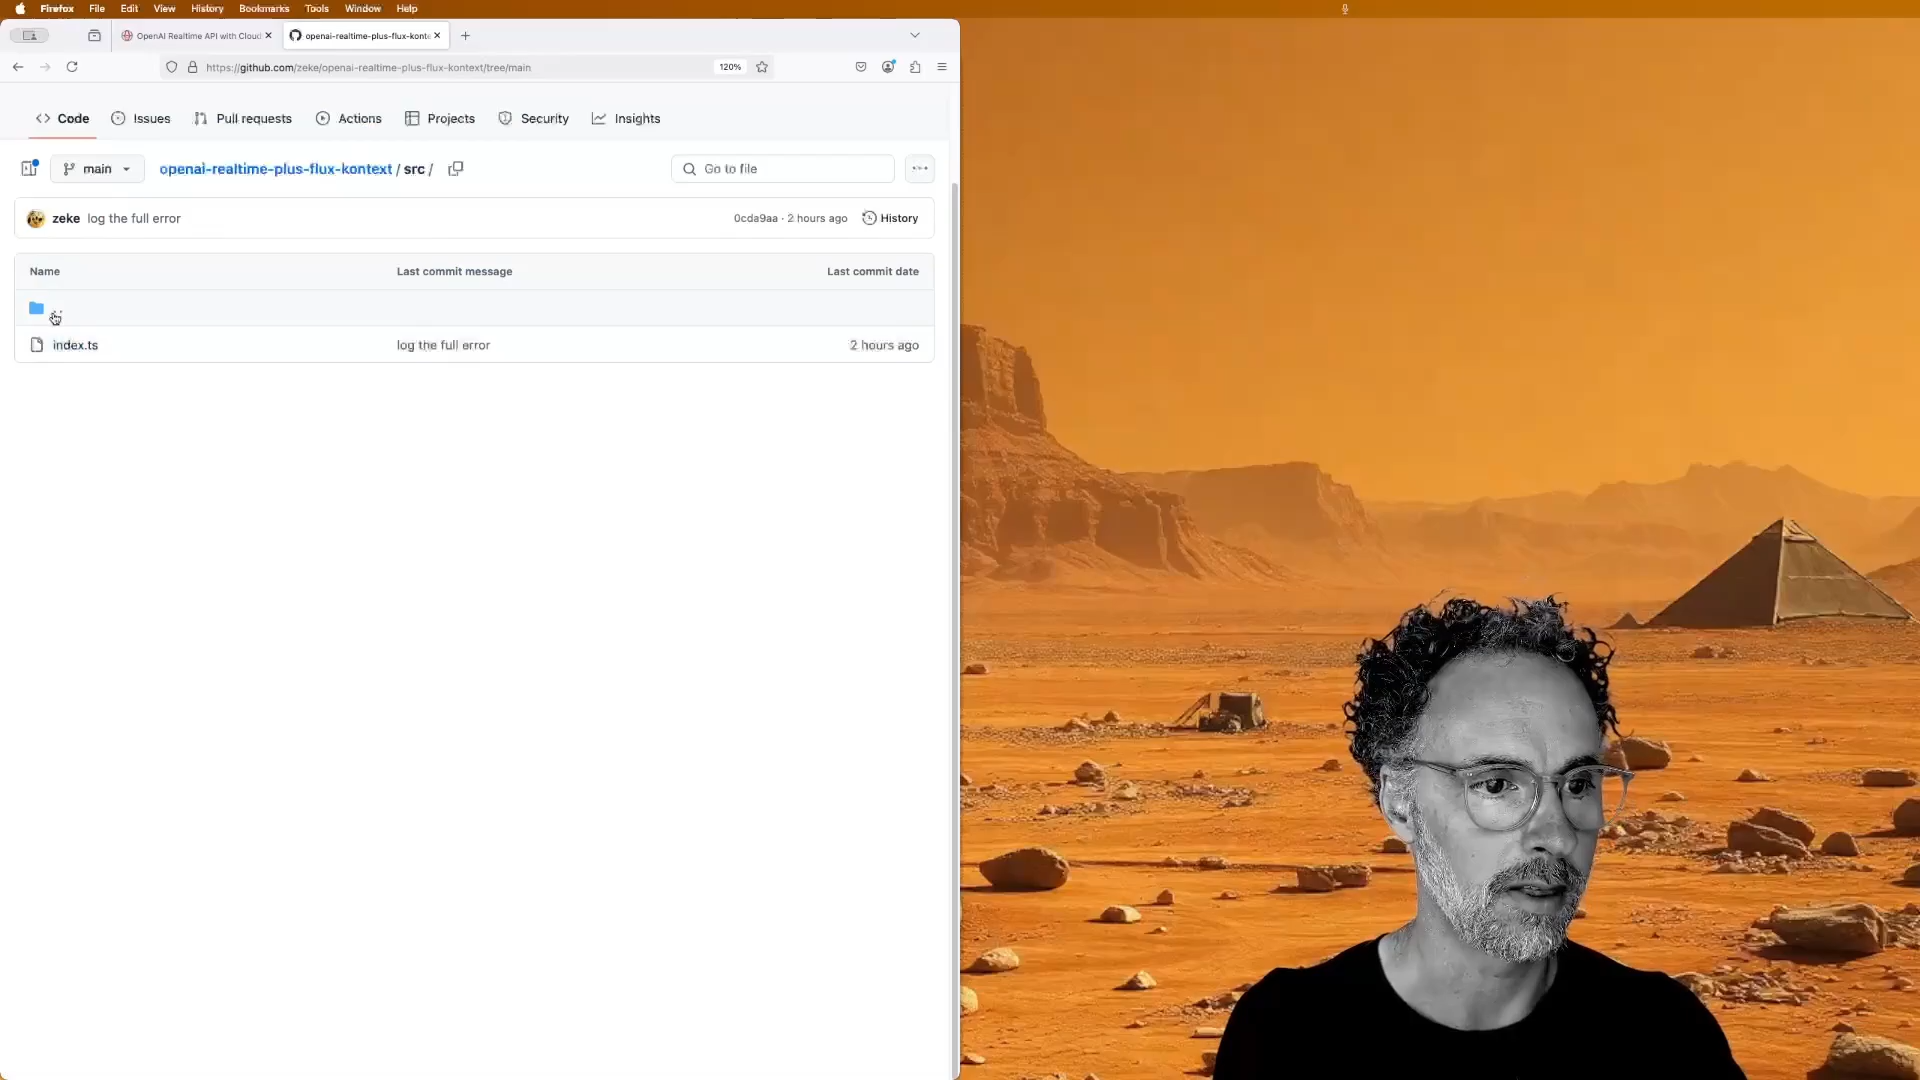 Firefox File Edit View History Bookmarks Tools Window Help
OpenAI Realtime API with Cloud
openai-realtime-plus-flux-konte
https://github.com/zeke/openai-realtime-plus-flux-kontext/tree/main 120%
Code Issues Pull requests Actions Projects Security Insights
main openai-realtime-plus-flux-kontext / src / Go to file
zeke log the full error 0cda9aa · 2 hours ago History
Name Last commit message Last commit date
index.ts log the full error 2 hours ago